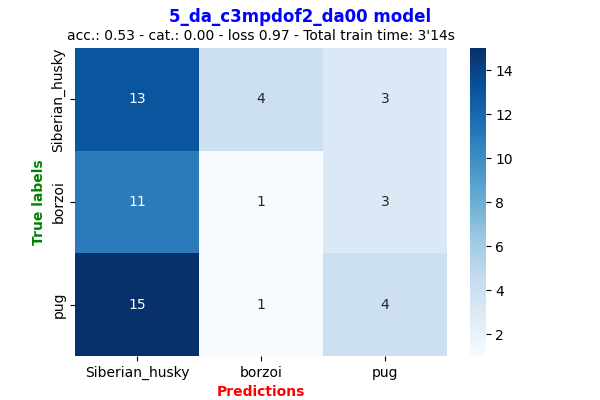 5_da_c3mpdof2_da00 model
acc.: 0.53 - cat.: 0.00 - loss 0.97 - Total train time: 3'14s
True labels
Siberian_husky 13 4 3
borzoi 11 1 3
pug 15 1 4
Siberian_husky borzoi pug
Predictions
14
12
10
8
6
4
2